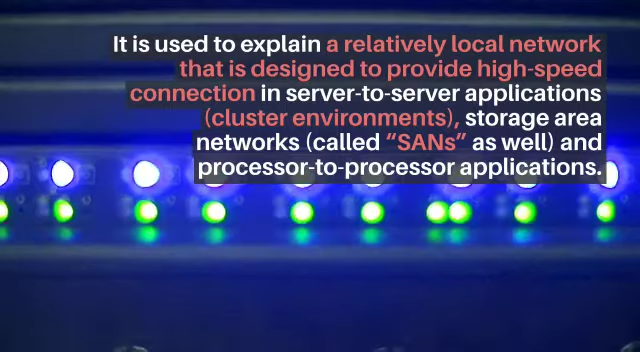 It is used to explain a relatively local network
that is designed to provide high-speed
connection in server-to-server applications
(cluster environments), storage area
networks (called “SANs” as well) and
processor-to-processor applications.